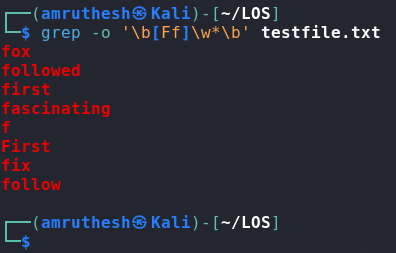 ┌──(amruthesh㉿Kali)-[~/LOS]
└─$ grep -o '\b[Ff]\w*\b' testfile.txt
fox
followed
first
fascinating
f
First
fix
follow
┌──(amruthesh㉿Kali)-[~/LOS]
└─$